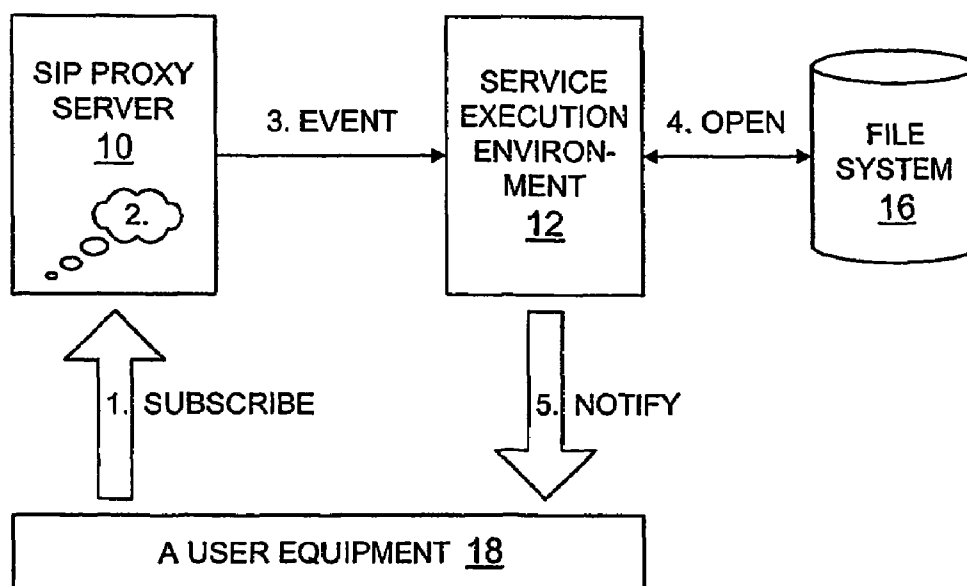 SIP PROXY
SERVER
10
2.
3. EVENT
SERVICE
EXECUTION
ENVIRON-
MENT
12
4. OPEN
FILE
SYSTEM
16
1. SUBSCRIBE
5. NOTIFY
A USER EQUIPMENT 18